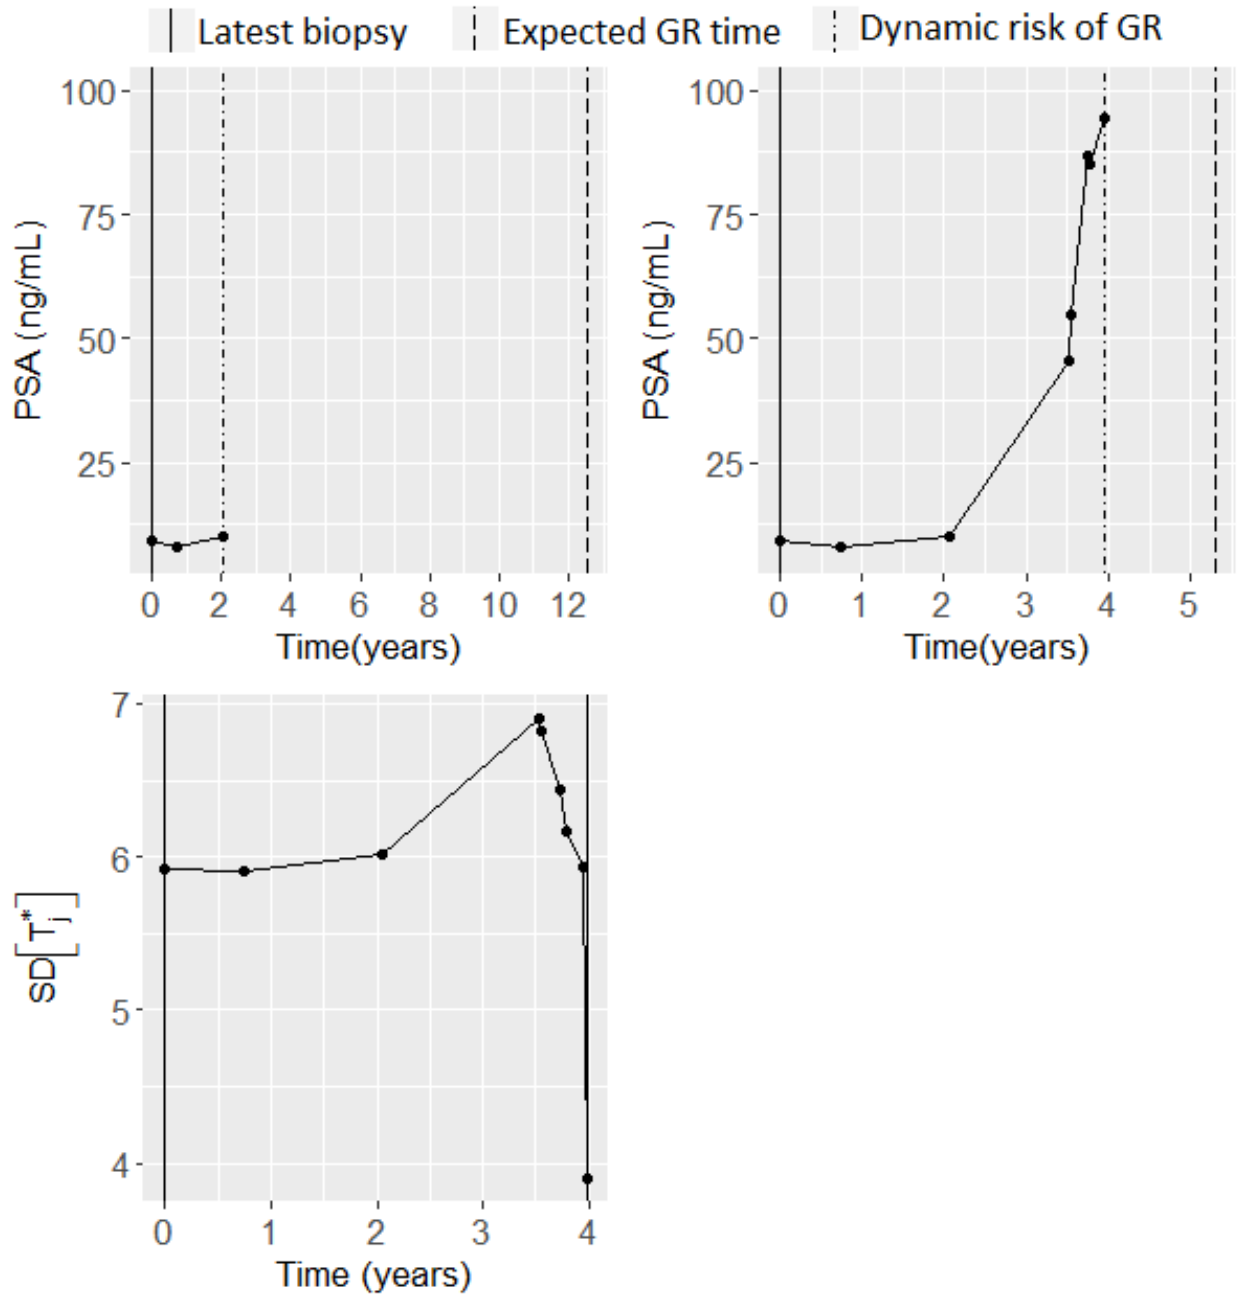 Latest biopsy Expected GR time Dynamic risk of GR
100
75
50
25
PSA (ng/mL)
0 2 4 6 8 10 12
Time(years)
100
75
50
25
PSA (ng/mL)
0 1 2 3 4 5
Time(years)
7
6
5
4
SD[T*j]
0 1 2 3 4
Time (years)